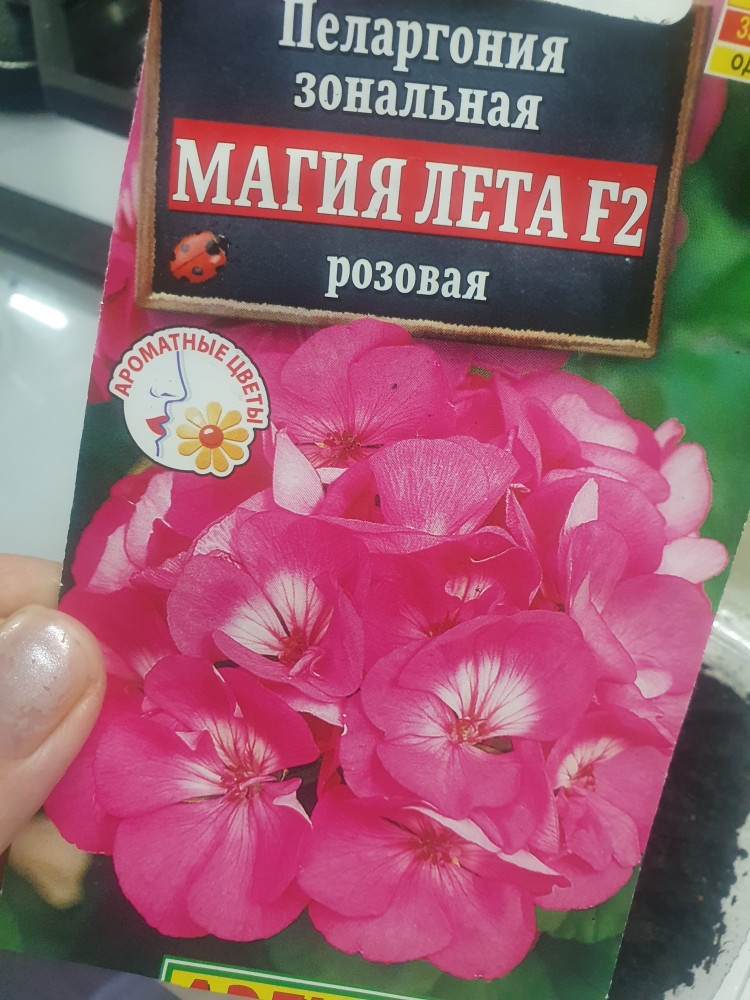 Пеларгония
зональная
МАГИЯ ЛЕТА F2
розовая
АРОМАТНЫЕ ЦВЕТЫ